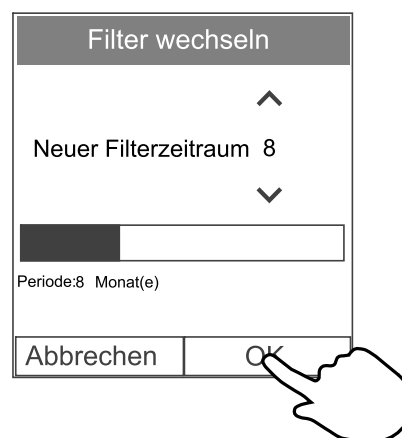 Filter wechseln
Neuer Filterzeitraum 8
Periode:8 Monat(e)
Abbrechen OK